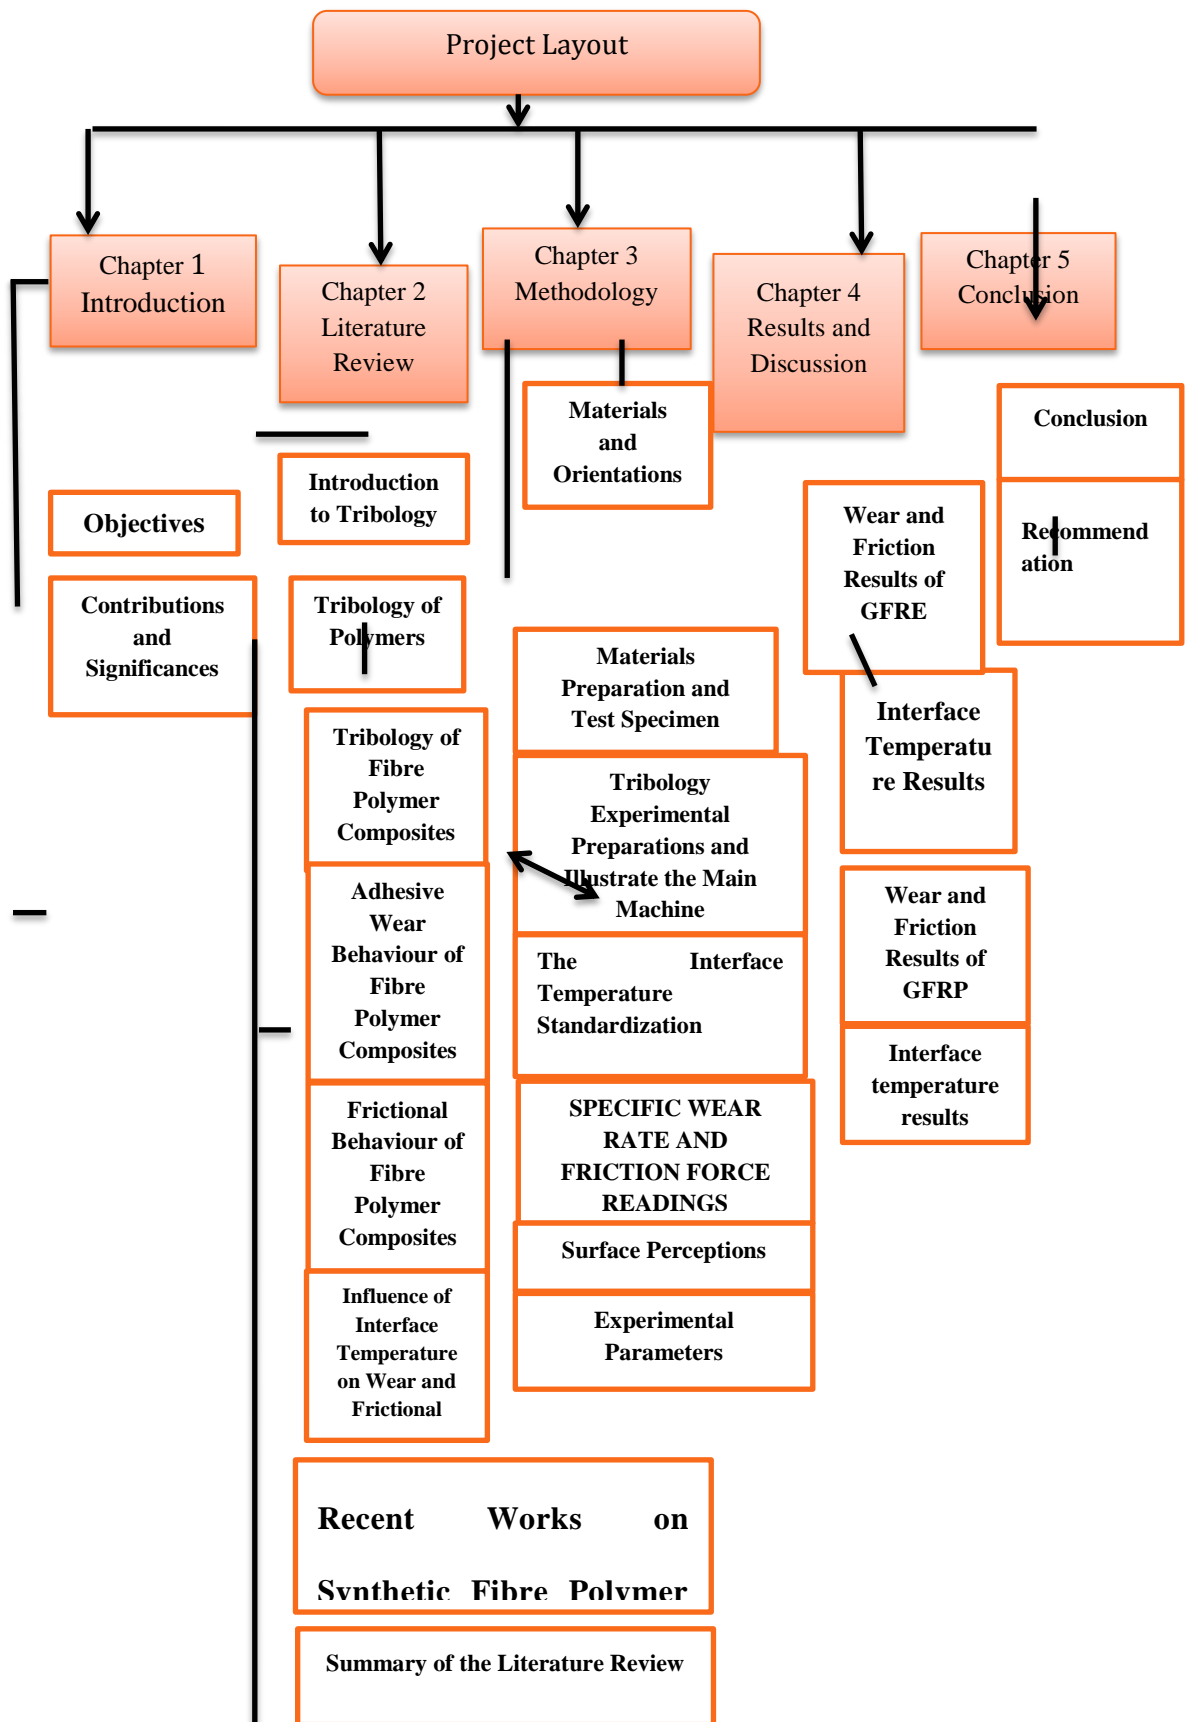 Project Layout
Chapter 1
Introduction
Chapter 2
Literature
Review
Chapter 3
Methodology
Chapter 4
Results and
Discussion
Chapter 5
Conclusion
Objectives
Contributions
and
Significances
Introduction
to Tribology
Tribology of
Polymers
Tribology of
Fibre
Polymer
Composites
Adhesive
Wear
Behaviour of
Fibre
Polymer
Composites
Frictional
Behaviour of
Fibre
Polymer
Composites
Influence of
Interface
Temperature
on Wear and
Frictional
Recent Works on
Synthetic Fibre Polymer
Summary of the Literature Review
Materials
and
Orientations
Materials
Preparation and
Test Specimen
Tribology
Experimental
Preparations and
Illustrate the Main
Machine
The Interface
Temperature
Standardization
SPECIFIC WEAR
RATE AND
FRICTION FORCE
READINGS
Surface Perceptions
Experimental
Parameters
Wear and
Friction
Results of
GFRE
Interface
Temperatu
re Results
Wear and
Friction
Results of
GFRP
Interface
temperature
results
Conclusion
Recommend
ation